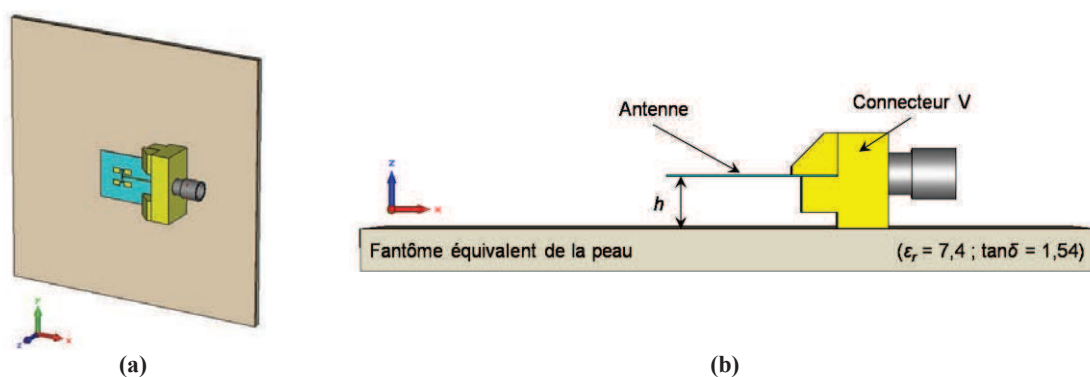 Antenne
Connecteur V
z
x
h
Fantôme équivalent de la peau (εr = 7,4 ; tanδ = 1,54)
y
x
z
(a) (b)